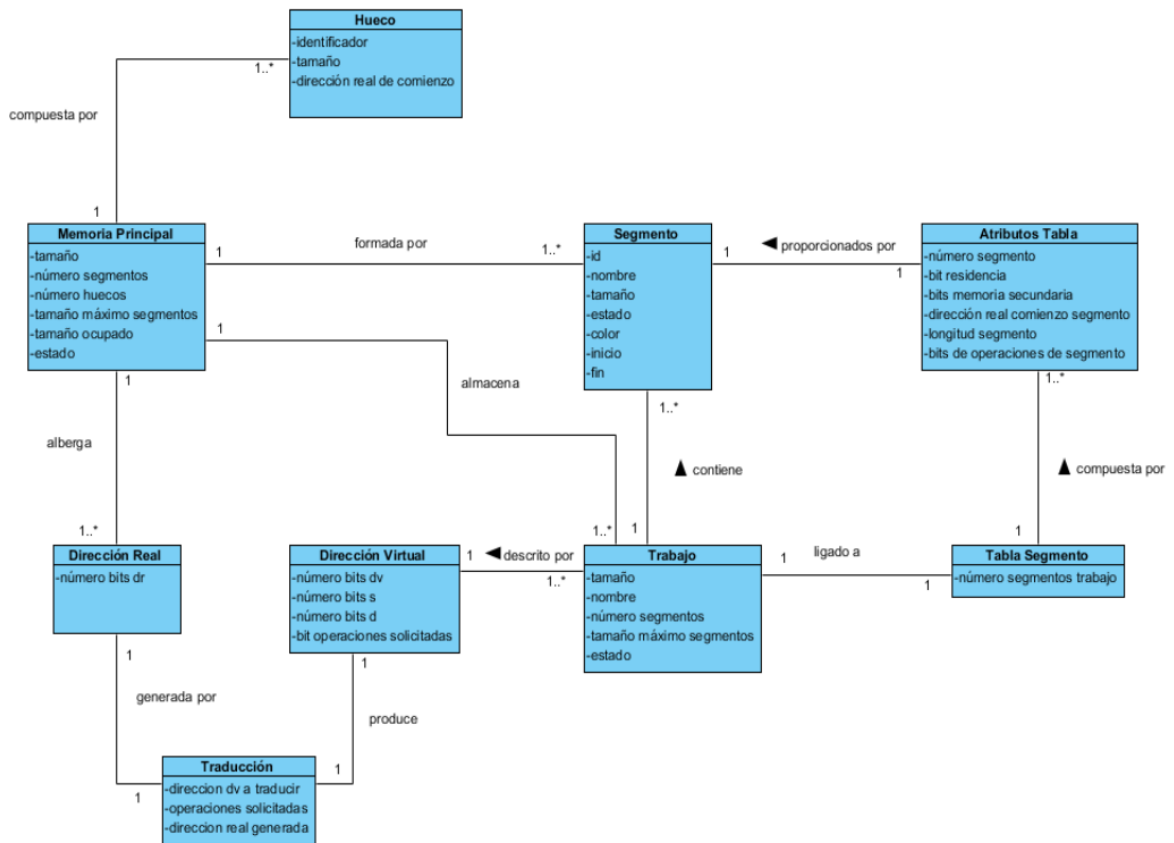 Hueco
-identificador
-tamaño
-dirección real de comienzo
1..*
compuesta por
1
Memoria Principal
-tamaño
-número segmentos
-número huecos
-tamaño máximo segmentos
-tamaño ocupado
-estado
1
formada por
1..*
Segmento
-id
-nombre
-tamaño
-estado
-color
-inicio
-fin
1
◄ proporcionados por
1
Atributos Tabla
-número segmento
-bit residencia
-bits memoria secundaria
-dirección real comienzo segmento
-longitud segmento
-bits de operaciones de segmento
1
almacena
1..*
1
alberga
1..*
1..*
▲ contiene
1
1..*
▲ compuesta por
1
Dirección Real
-número bits dr
Dirección Virtual
-número bits dv
-número bits s
-número bits d
-bit operaciones solicitadas
1
◄ descrito por
1..*
Trabajo
-tamaño
-nombre
-número segmentos
-tamaño máximo segmentos
-estado
1
ligado a
1
Tabla Segmento
-número segmentos trabajo
1
generada por
1
1
produce
1
Traducción
-direccion dv a traducir
-operaciones solicitadas
-direccion real generada